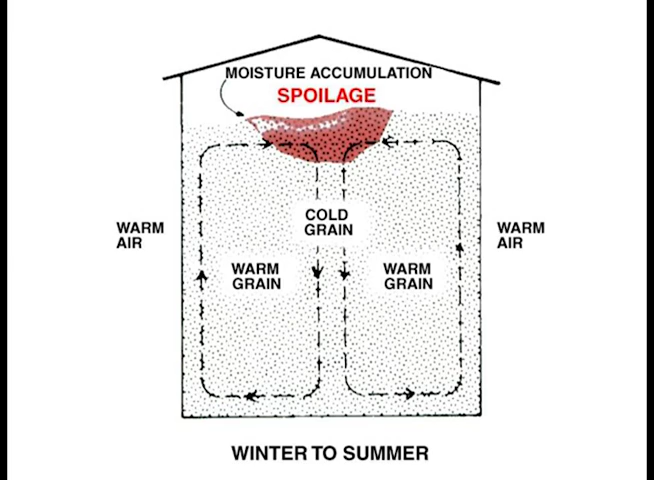 MOISTURE ACCUMULATION
SPOILAGE
WARM
AIR
COLD
GRAIN
WARM
AIR
WARM
GRAIN
WARM
GRAIN
WINTER TO SUMMER